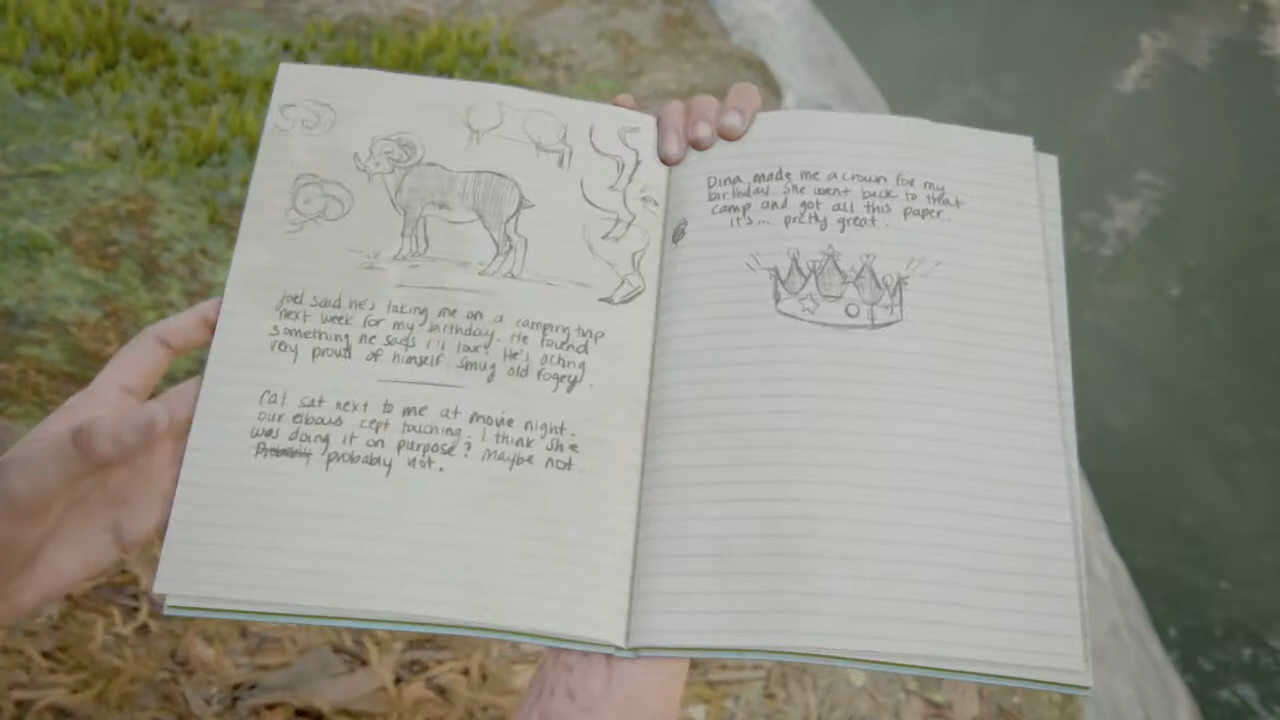 Joel said he's taking me on a camping trip
next week for my birthday. He found
something he says I'll love. He's acting
very proud of himself. Smug old fogey.
Cat sat next to me at movie night.
our elbows kept touching. I think she
was doing it on purpose? Maybe not
Probably probably not.
Dina made me a crown for my
birthday. She went back to that
camp and got all this paper.
it's... pretty great.